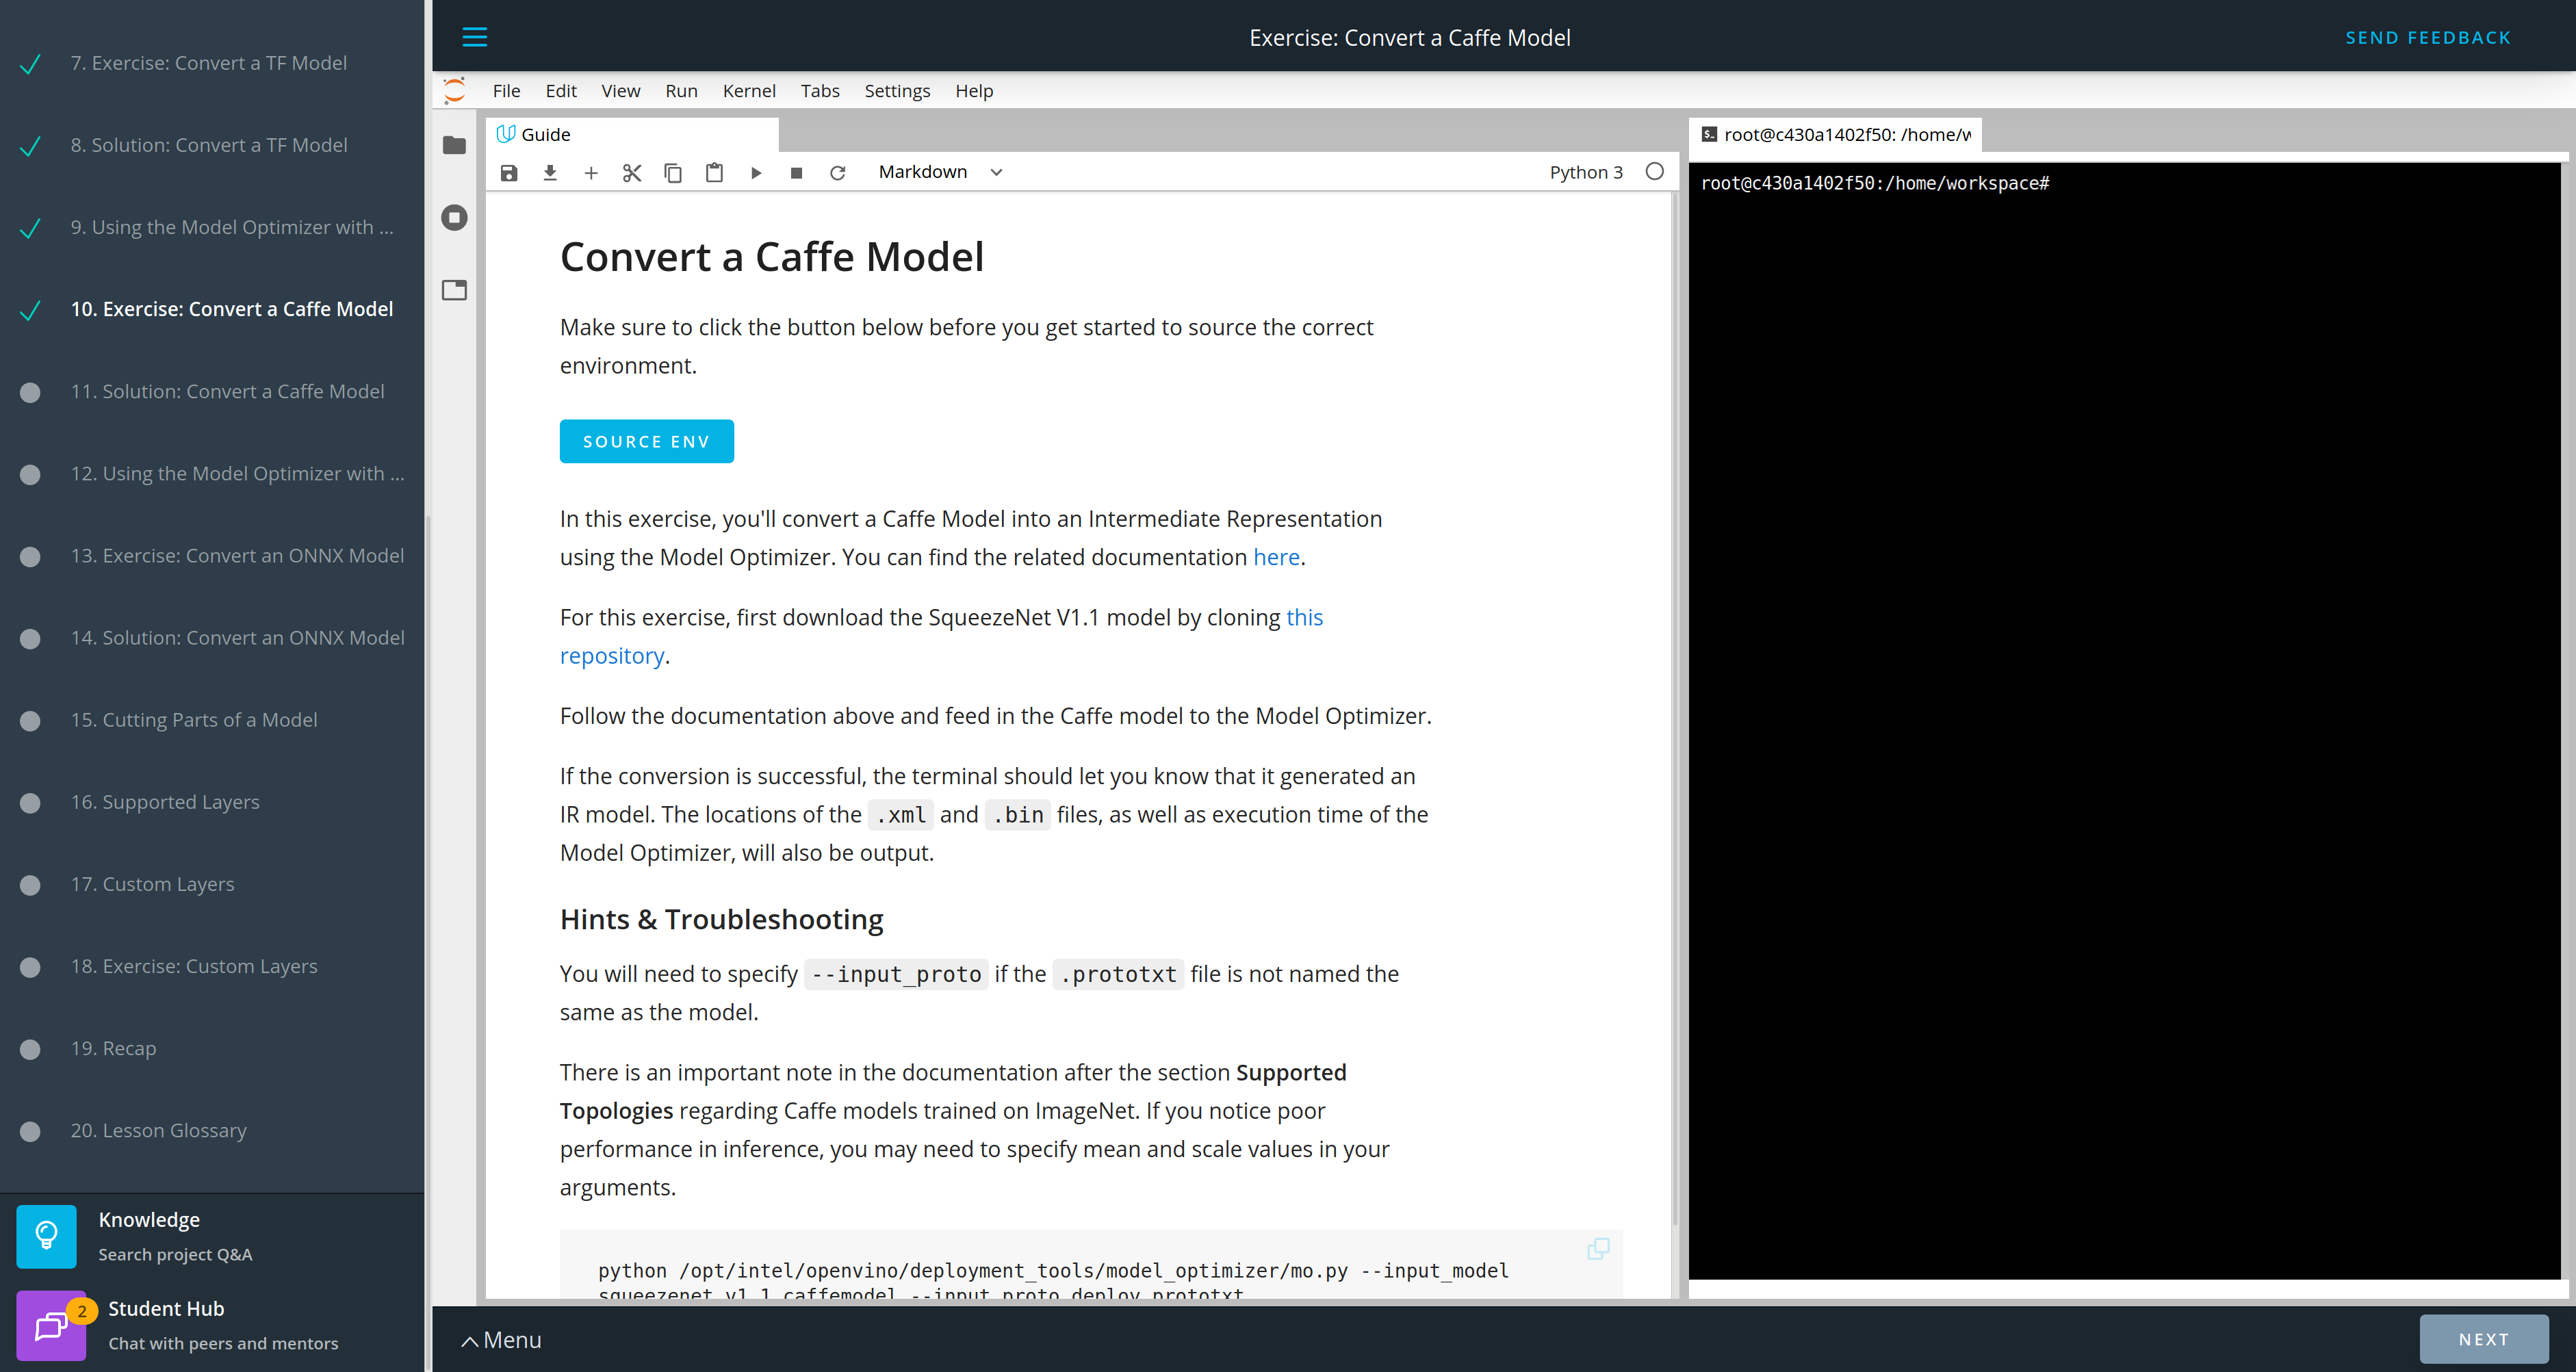 7. Exercise: Convert a TF Model
8. Solution: Convert a TF Model
9. Using the Model Optimizer with ...
10. Exercise: Convert a Caffe Model
11. Solution: Convert a Caffe Model
12. Using the Model Optimizer with ...
13. Exercise: Convert an ONNX Model
14. Solution: Convert an ONNX Model
15. Cutting Parts of a Model
16. Supported Layers
17. Custom Layers
18. Exercise: Custom Layers
19. Recap
20. Lesson Glossary
Knowledge
Search project Q&A
2
Student Hub
Chat with peers and mentors
Exercise: Convert a Caffe Model
SEND FEEDBACK
File Edit View Run Kernel Tabs Settings Help
Guide
Markdown
Python 3
Convert a Caffe Model
Make sure to click the button below before you get started to source the correct
environment.
SOURCE ENV
In this exercise, you'll convert a Caffe Model into an Intermediate Representation
using the Model Optimizer. You can find the related documentation here.
For this exercise, first download the SqueezeNet V1.1 model by cloning this
repository.
Follow the documentation above and feed in the Caffe model to the Model Optimizer.
If the conversion is successful, the terminal should let you know that it generated an
IR model. The locations of the .xml and .bin files, as well as execution time of the
Model Optimizer, will also be output.
Hints & Troubleshooting
You will need to specify --input_proto if the .prototxt file is not named the
same as the model.
There is an important note in the documentation after the section Supported
Topologies regarding Caffe models trained on ImageNet. If you notice poor
performance in inference, you may need to specify mean and scale values in your
arguments.
python /opt/intel/openvino/deployment_tools/model_optimizer/mo.py --input_model
squeezenet_v1.1.caffemodel --input_proto deploy.prototxt
$_ root@c430a1402f50: /home/w
root@c430a1402f50:/home/workspace#
Menu
NEXT